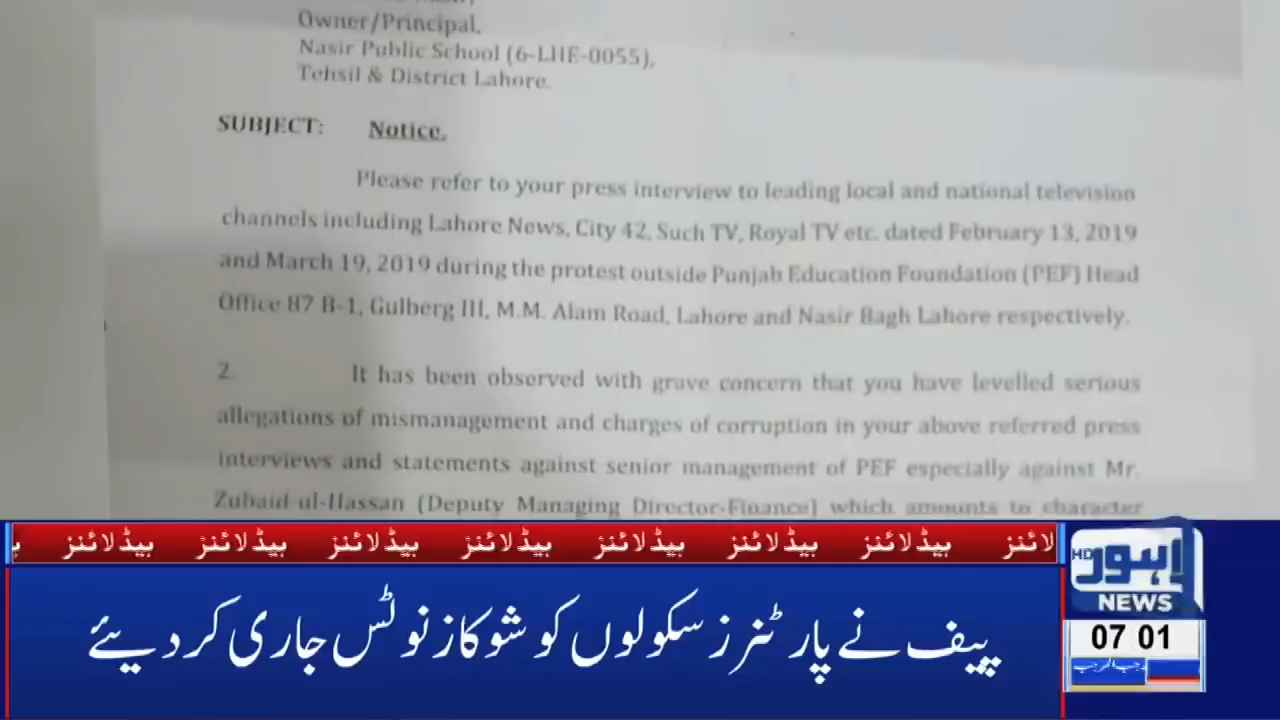 Owner/Principal,
Nasir Public School (6-LHE-0055),
Tehsil & District Lahore.
SUBJECT: Notice.
Please refer to your press interview to leading local and national television
channels including Lahore News, City 42, Such TV, Royal TV etc. dated February 13, 2019
and March 19, 2019 during the protest outside Punjab Education Foundation (PEF) Head
Office 87 B-1, Gulberg III, M.M. Alam Road, Lahore and Nasir Bagh Lahore respectively.
2. It has been observed with grave concern that you have levelled serious
allegations of mismanagement and charges of corruption in your above referred press
interviews and statements against senior management of PEF especially against Mr.
Zubaid ul-Hassan (Deputy Managing Director-Finance) which amounts to character
لائنز ہیڈلائنز ہیڈلائنز ہیڈلائنز ہیڈلائنز ہیڈلائنز ہیڈلائنز ہیڈلائنز
پیف نے پارٹنرز سکولوں کو شوکاز نوٹس جاری کر دیئے
HD لاہور
NEWS
07 01